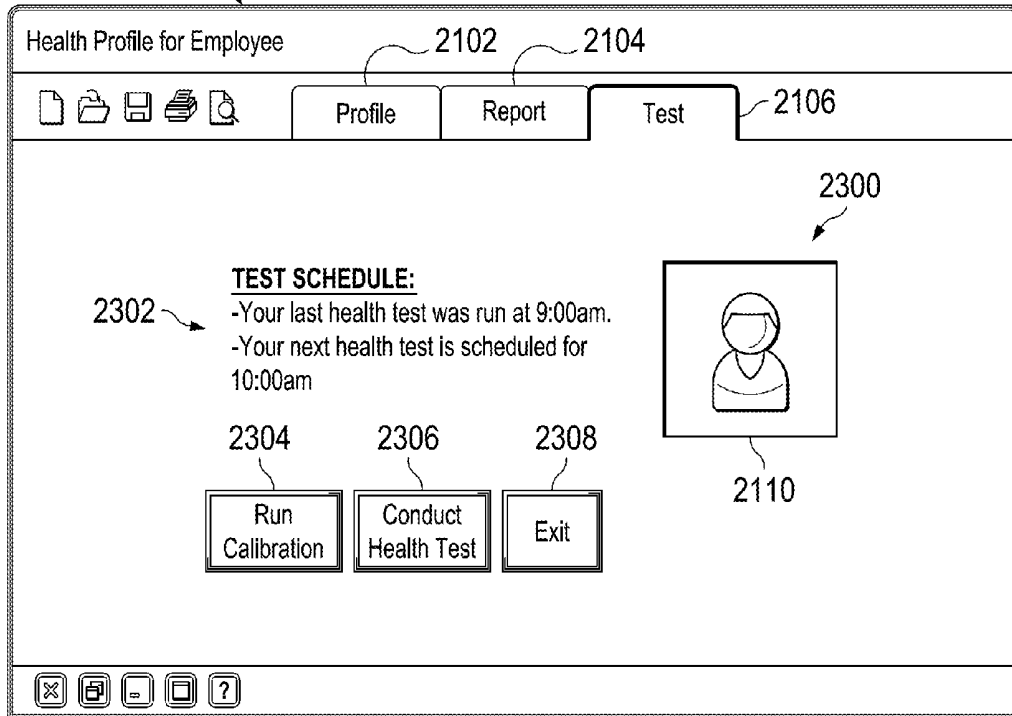 Health Profile for Employee
2102
2104
Profile
Report
Test
2106
2300
TEST SCHEDULE:
2302
-Your last health test was run at 9:00am.
-Your next health test is scheduled for
10:00am
2304
2306
2308
2110
Run
Calibration
Conduct
Health Test
Exit
?